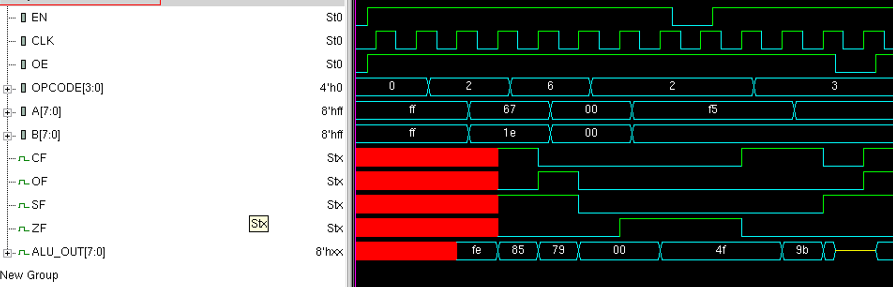 EN St0
CLK St0
OE St0
OPCODE[3:0] 4'h0 0 2 6 2 3
A[7:0] 8'hff ff 67 00 f5
B[7:0] 8'hff ff 1e 00
CF Stx
OF Stx
SF Stx
ZF Stx Stx
ALU_OUT[7:0] 8'hxx fe 85 79 00 4f 9b
New Group